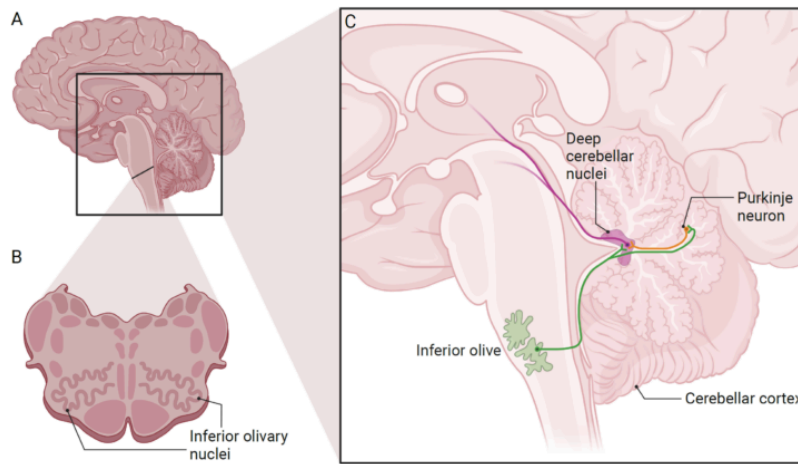 A
B
Inferior olivary
nuclei
C
Deep
cerebellar
nuclei
Purkinje
neuron
Inferior olive
Cerebellar cortex